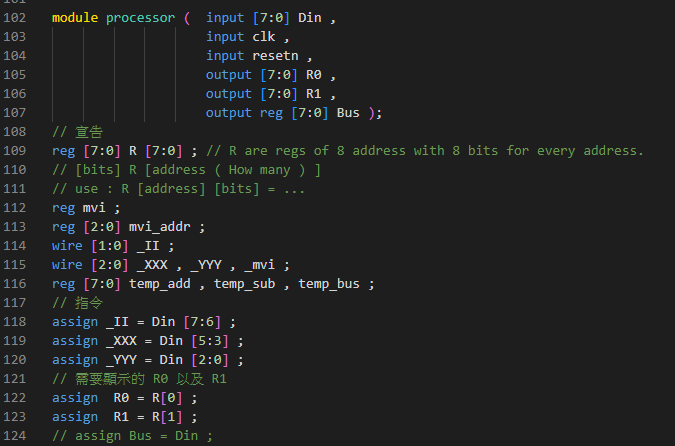 102 module processor (  input [7:0] Din ,
103 input clk ,
104 input resetn ,
105 output [7:0] R0 ,
106 output [7:0] R1 ,
107 output reg [7:0] Bus );
108 // 宣告
109 reg [7:0] R [7:0] ; // R are regs of 8 address with 8 bits for every address.
110 // [bits] R [address ( How many ) ]
111 // use : R [address] [bits] = ...
112 reg mvi ;
113 reg [2:0] mvi_addr ;
114 wire [1:0] _II ;
115 wire [2:0] _XXX , _YYY , _mvi ;
116 reg [7:0] temp_add , temp_sub , temp_bus ;
117 // 指令
118 assign _II = Din [7:6] ;
119 assign _XXX = Din [5:3] ;
120 assign _YYY = Din [2:0] ;
121 // 需要顯示的 R0 以及 R1
122 assign  R0 = R[0] ;
123 assign  R1 = R[1] ;
124 // assign Bus = Din ;